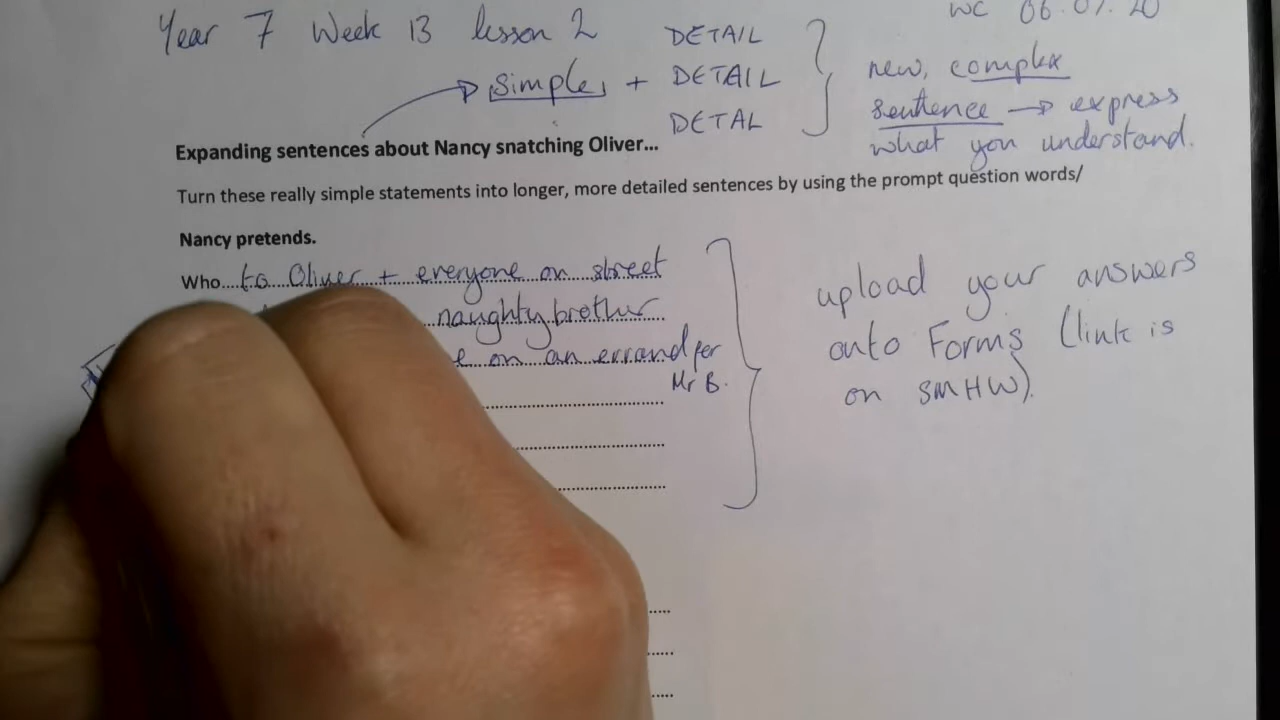 Year 7 Week 13 lesson 2
WC 06.07.20
simple + DETAIL
DETAIL
DETAL
new, complex
sentence → express
what you understand.
Expanding sentences about Nancy snatching Oliver...
Turn these really simple statements into longer, more detailed sentences by using the prompt question words/
Nancy pretends.
Who....to Oliver + everyone on street
naughty brother
on an errand for
Mr B.
upload your answers
onto Forms (link is
on SMHW).